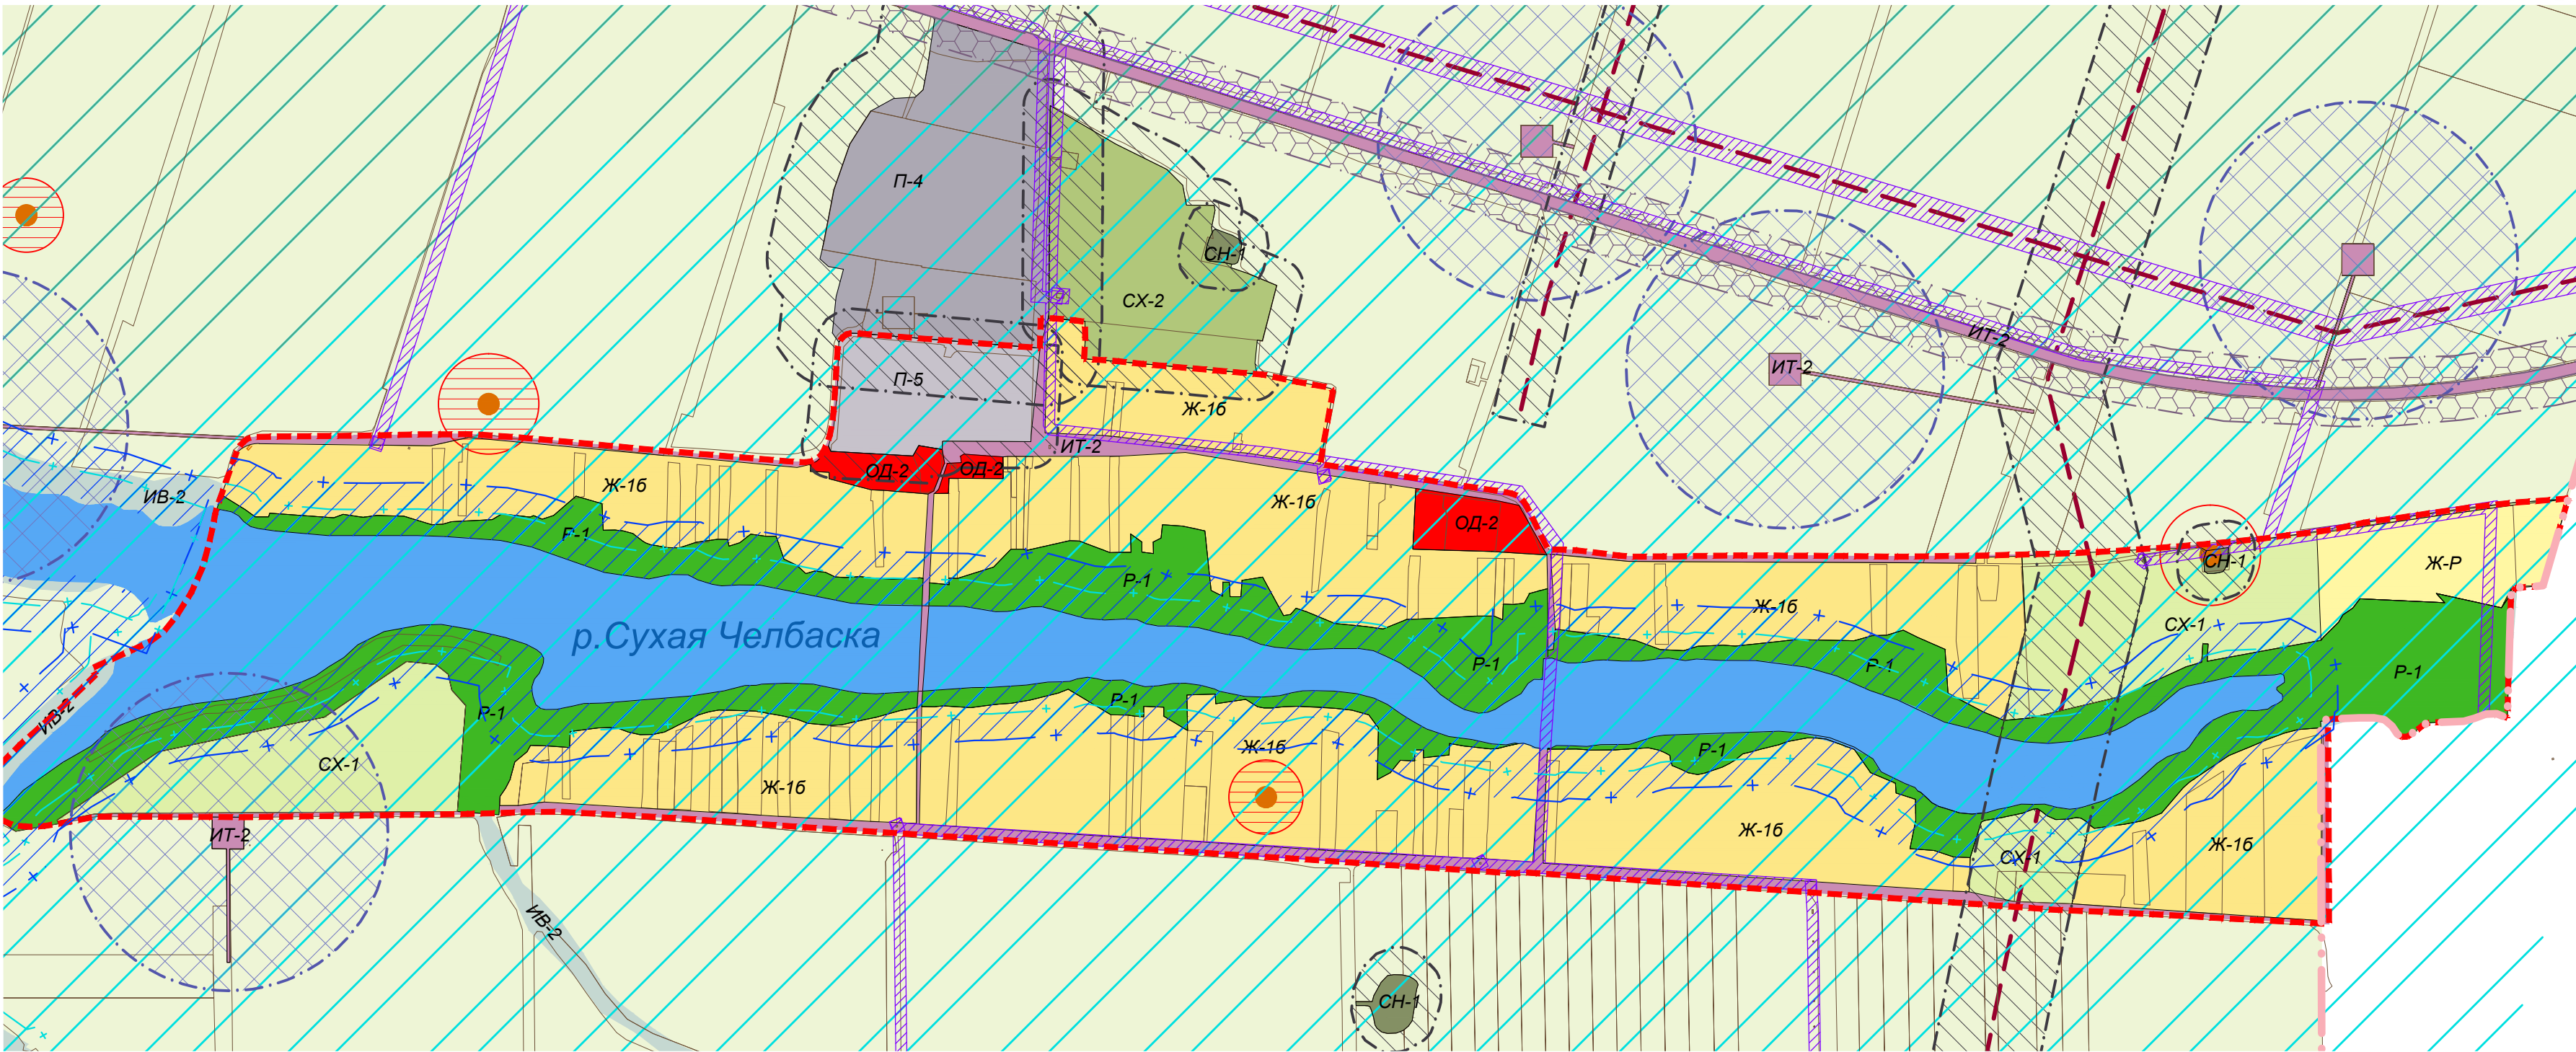 П-4
СН-1
СХ-2
ИТ-2
ИТ-2
П-5
Ж-1б
ИТ-2
ОД-2
ОД-2
Ж-1б
ИВ-2
Ж-1б
ОД-2
Р-1
СН-1
Ж-Р
Р-1
Ж-1б
СХ-1
р.Сухая Челбаска
Р-1
Р-1
Р-1
Р-1
Р-1
ИВ-2
Ж-1б
Р-1
СХ-1
Ж-1б
ИТ-2
Ж-1б
Ж-1б
СХ-1
ИВ-2
СН-1